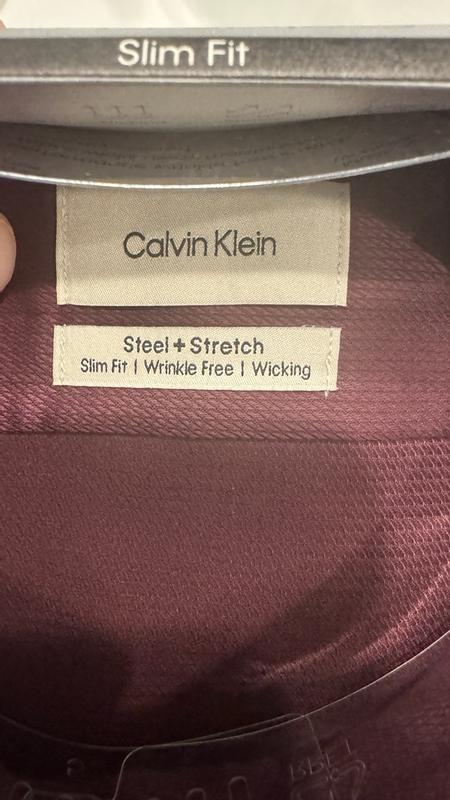 Slim Fit
Calvin Klein
Steel + Stretch
Slim Fit | Wrinkle Free | Wicking